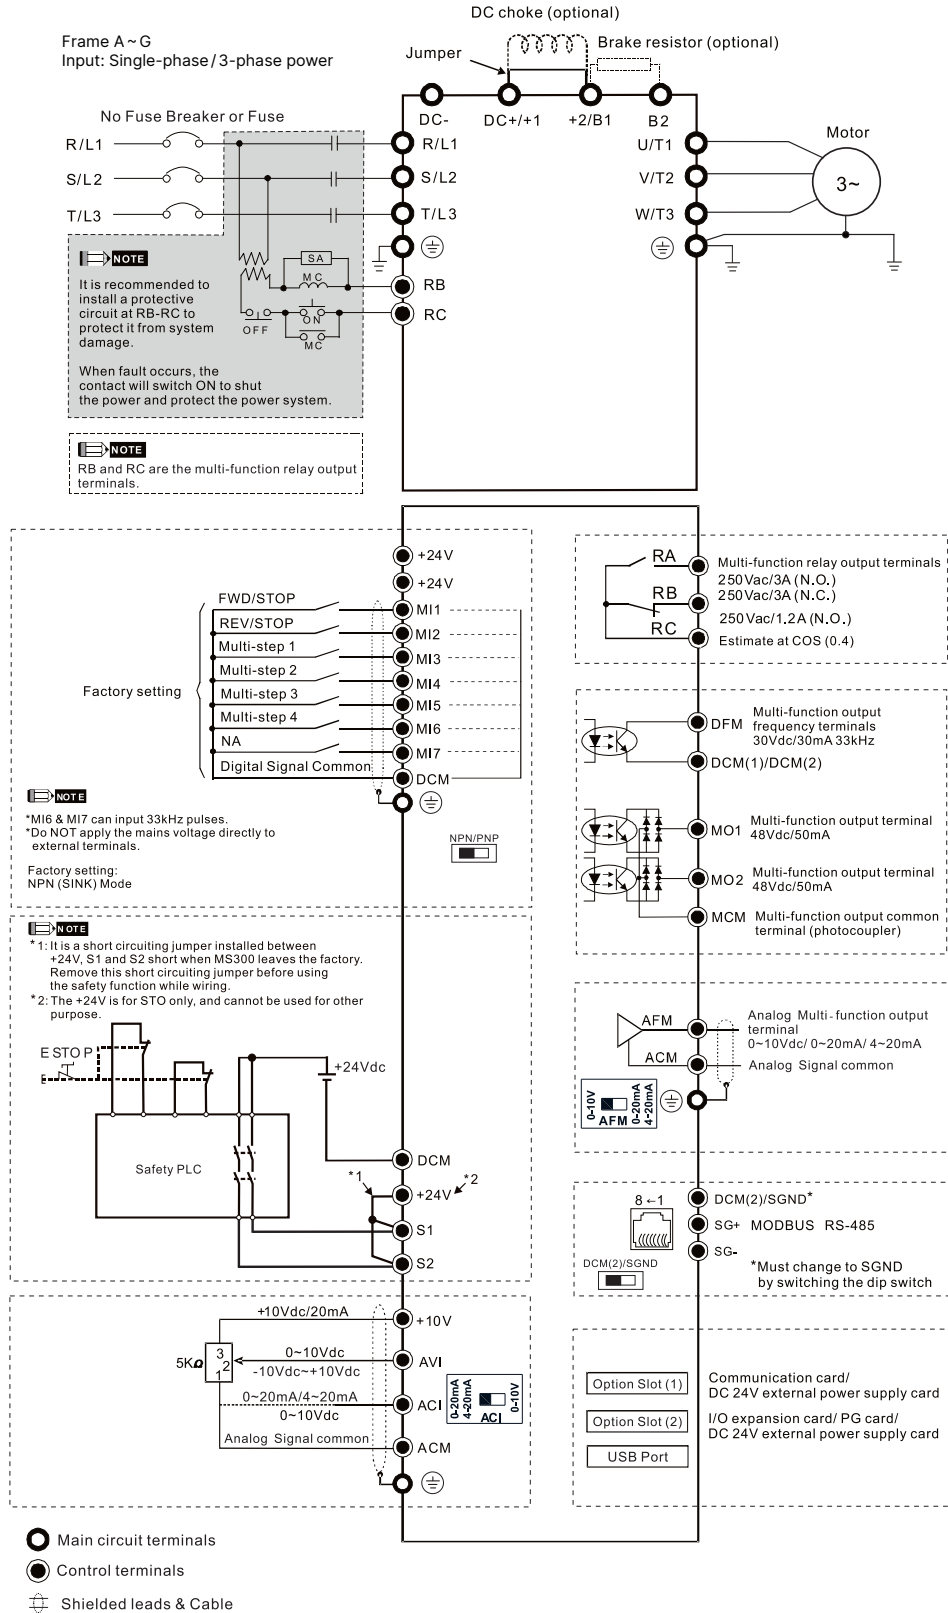 DC choke (optional)
Frame A~G
Input: Single-phase/3-phase power
Jumper
Brake resistor (optional)
No Fuse Breaker or Fuse
DC-
DC+/+1
+2/B1
B2
R/L1
S/L2
T/L3
R/L1
S/L2
T/L3
RB
RC
U/T1
V/T2
W/T3
Motor
3~
NOTE
It is recommended to
install a protective
circuit at RB-RC to
protect it from system
damage.
When fault occurs, the
contact will switch ON to shut
the power and protect the power system.
SA
MC
OFF
ON
MC
NOTE
RB and RC are the multi-function relay output
terminals.
+24V
+24V
FWD/STOP
MI1
REV/STOP
MI2
Multi-step 1
MI3
Multi-step 2
MI4
Multi-step 3
MI5
Multi-step 4
MI6
NA
MI7
Digital Signal Common
DCM
Factory setting
NOTE
*MI6 & MI7 can input 33kHz pulses.
*Do NOT apply the mains voltage directly to
external terminals.
Factory setting:
NPN (SINK) Mode
NPN/PNP
RA
RB
RC
Multi-function relay output terminals
250Vac/3A (N.O.)
250Vac/3A (N.C.)
250Vac/1.2A (N.O.)
Estimate at COS (0.4)
DFM
Multi-function output
frequency terminals
30Vdc/30mA 33kHz
DCM(1)/DCM(2)
MO1
Multi-function output terminal
48Vdc/50mA
MO2
Multi-function output terminal
48Vdc/50mA
MCM
Multi-function output common
terminal (photocoupler)
NOTE
*1: It is a short circuiting jumper installed between
+24V, S1 and S2 short when MS300 leaves the factory.
Remove this short circuiting jumper before using
the safety function while wiring.
*2: The +24V is for STO only, and cannot be used for other
purpose.
ESTOP
+24Vdc
Safety PLC
DCM
*1
+24V
*2
S1
S2
AFM
ACM
Analog Multi-function output
terminal
0~10Vdc/ 0~20mA/ 4~20mA
Analog Signal common
0-10V
AFM
0-20mA
4-20mA
8←1
DCM(2)/SGND*
SG+ MODBUS RS-485
SG-
DCM(2)/SGND
*Must change to SGND
by switching the dip switch
+10Vdc/20mA
+10V
5KΩ
3
2
1
0~10Vdc
-10Vdc~+10Vdc
AVI
0~20mA/4~20mA
0~10Vdc
ACI
Analog Signal common
ACM
0-20mA
4-20mA
ACI
0-10V
Option Slot (1)
Communication card/
DC 24V external power supply card
Option Slot (2)
I/O expansion card/ PG card/
DC 24V external power supply card
USB Port
Main circuit terminals
Control terminals
Shielded leads & Cable